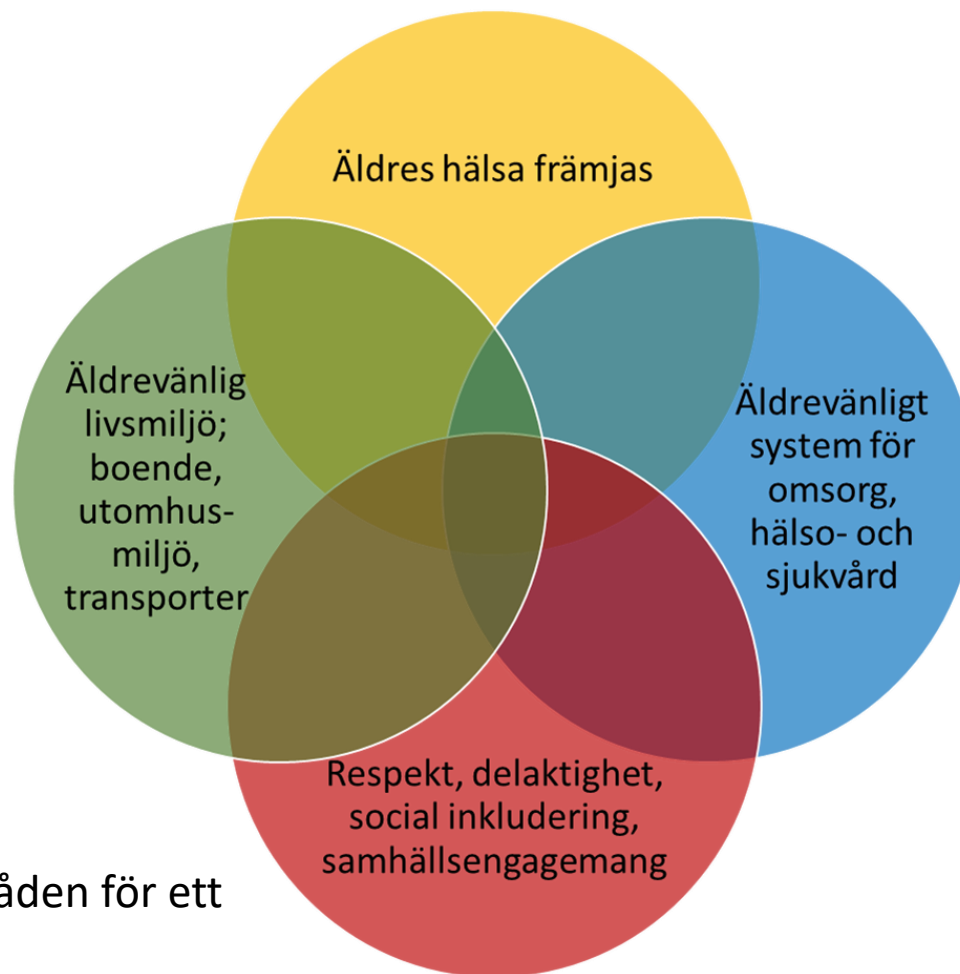 Äldres hälsa främjas
Äldrevänlig
livsmiljö;
boende,
utomhus-
miljö,
transporter
Äldrevänligt
system för
omsorg,
hälso- och
sjukvård
Respekt, delaktighet,
social inkludering,
samhällsengagemang
åden för ett